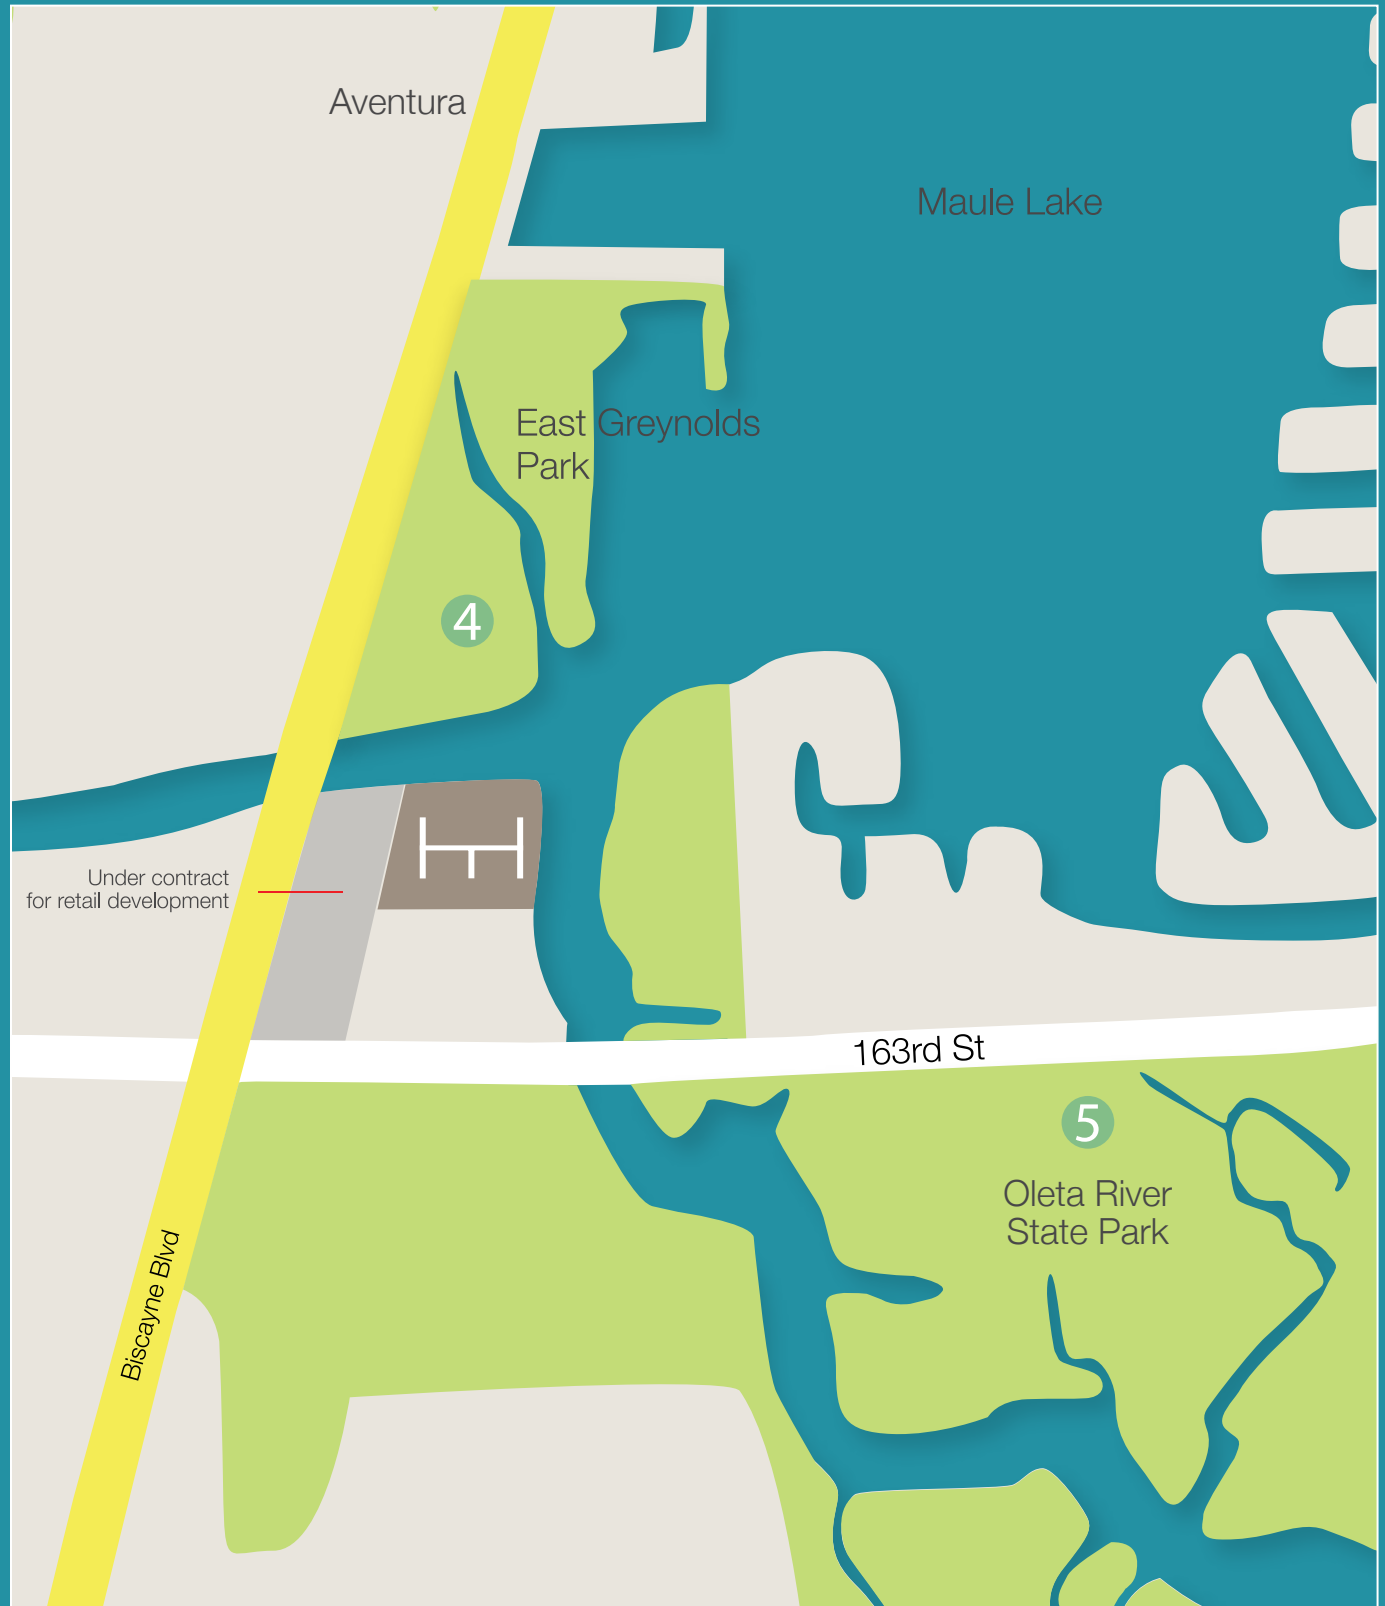 Aventura
Maule Lake
East Greynolds
Park
4
Under contract
for retail development
163rd St
5
Oleta River
State Park
Biscayne Blvd